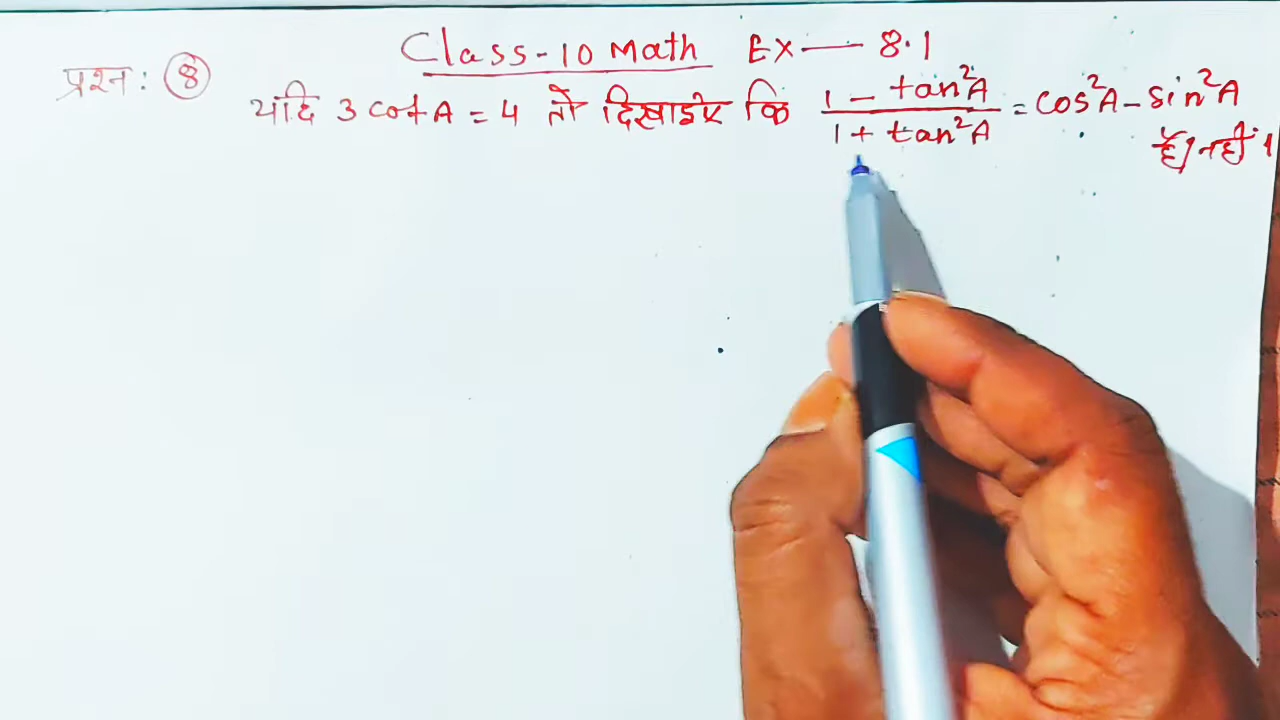 Class-10 Math Ex — 8.1
प्रश्न: ⑧
यदि 3 cot A = 4 तो दिखाइए कि (1 - tan²A)/(1 + tan²A) = cos²A - sin²A
है/नहीं।